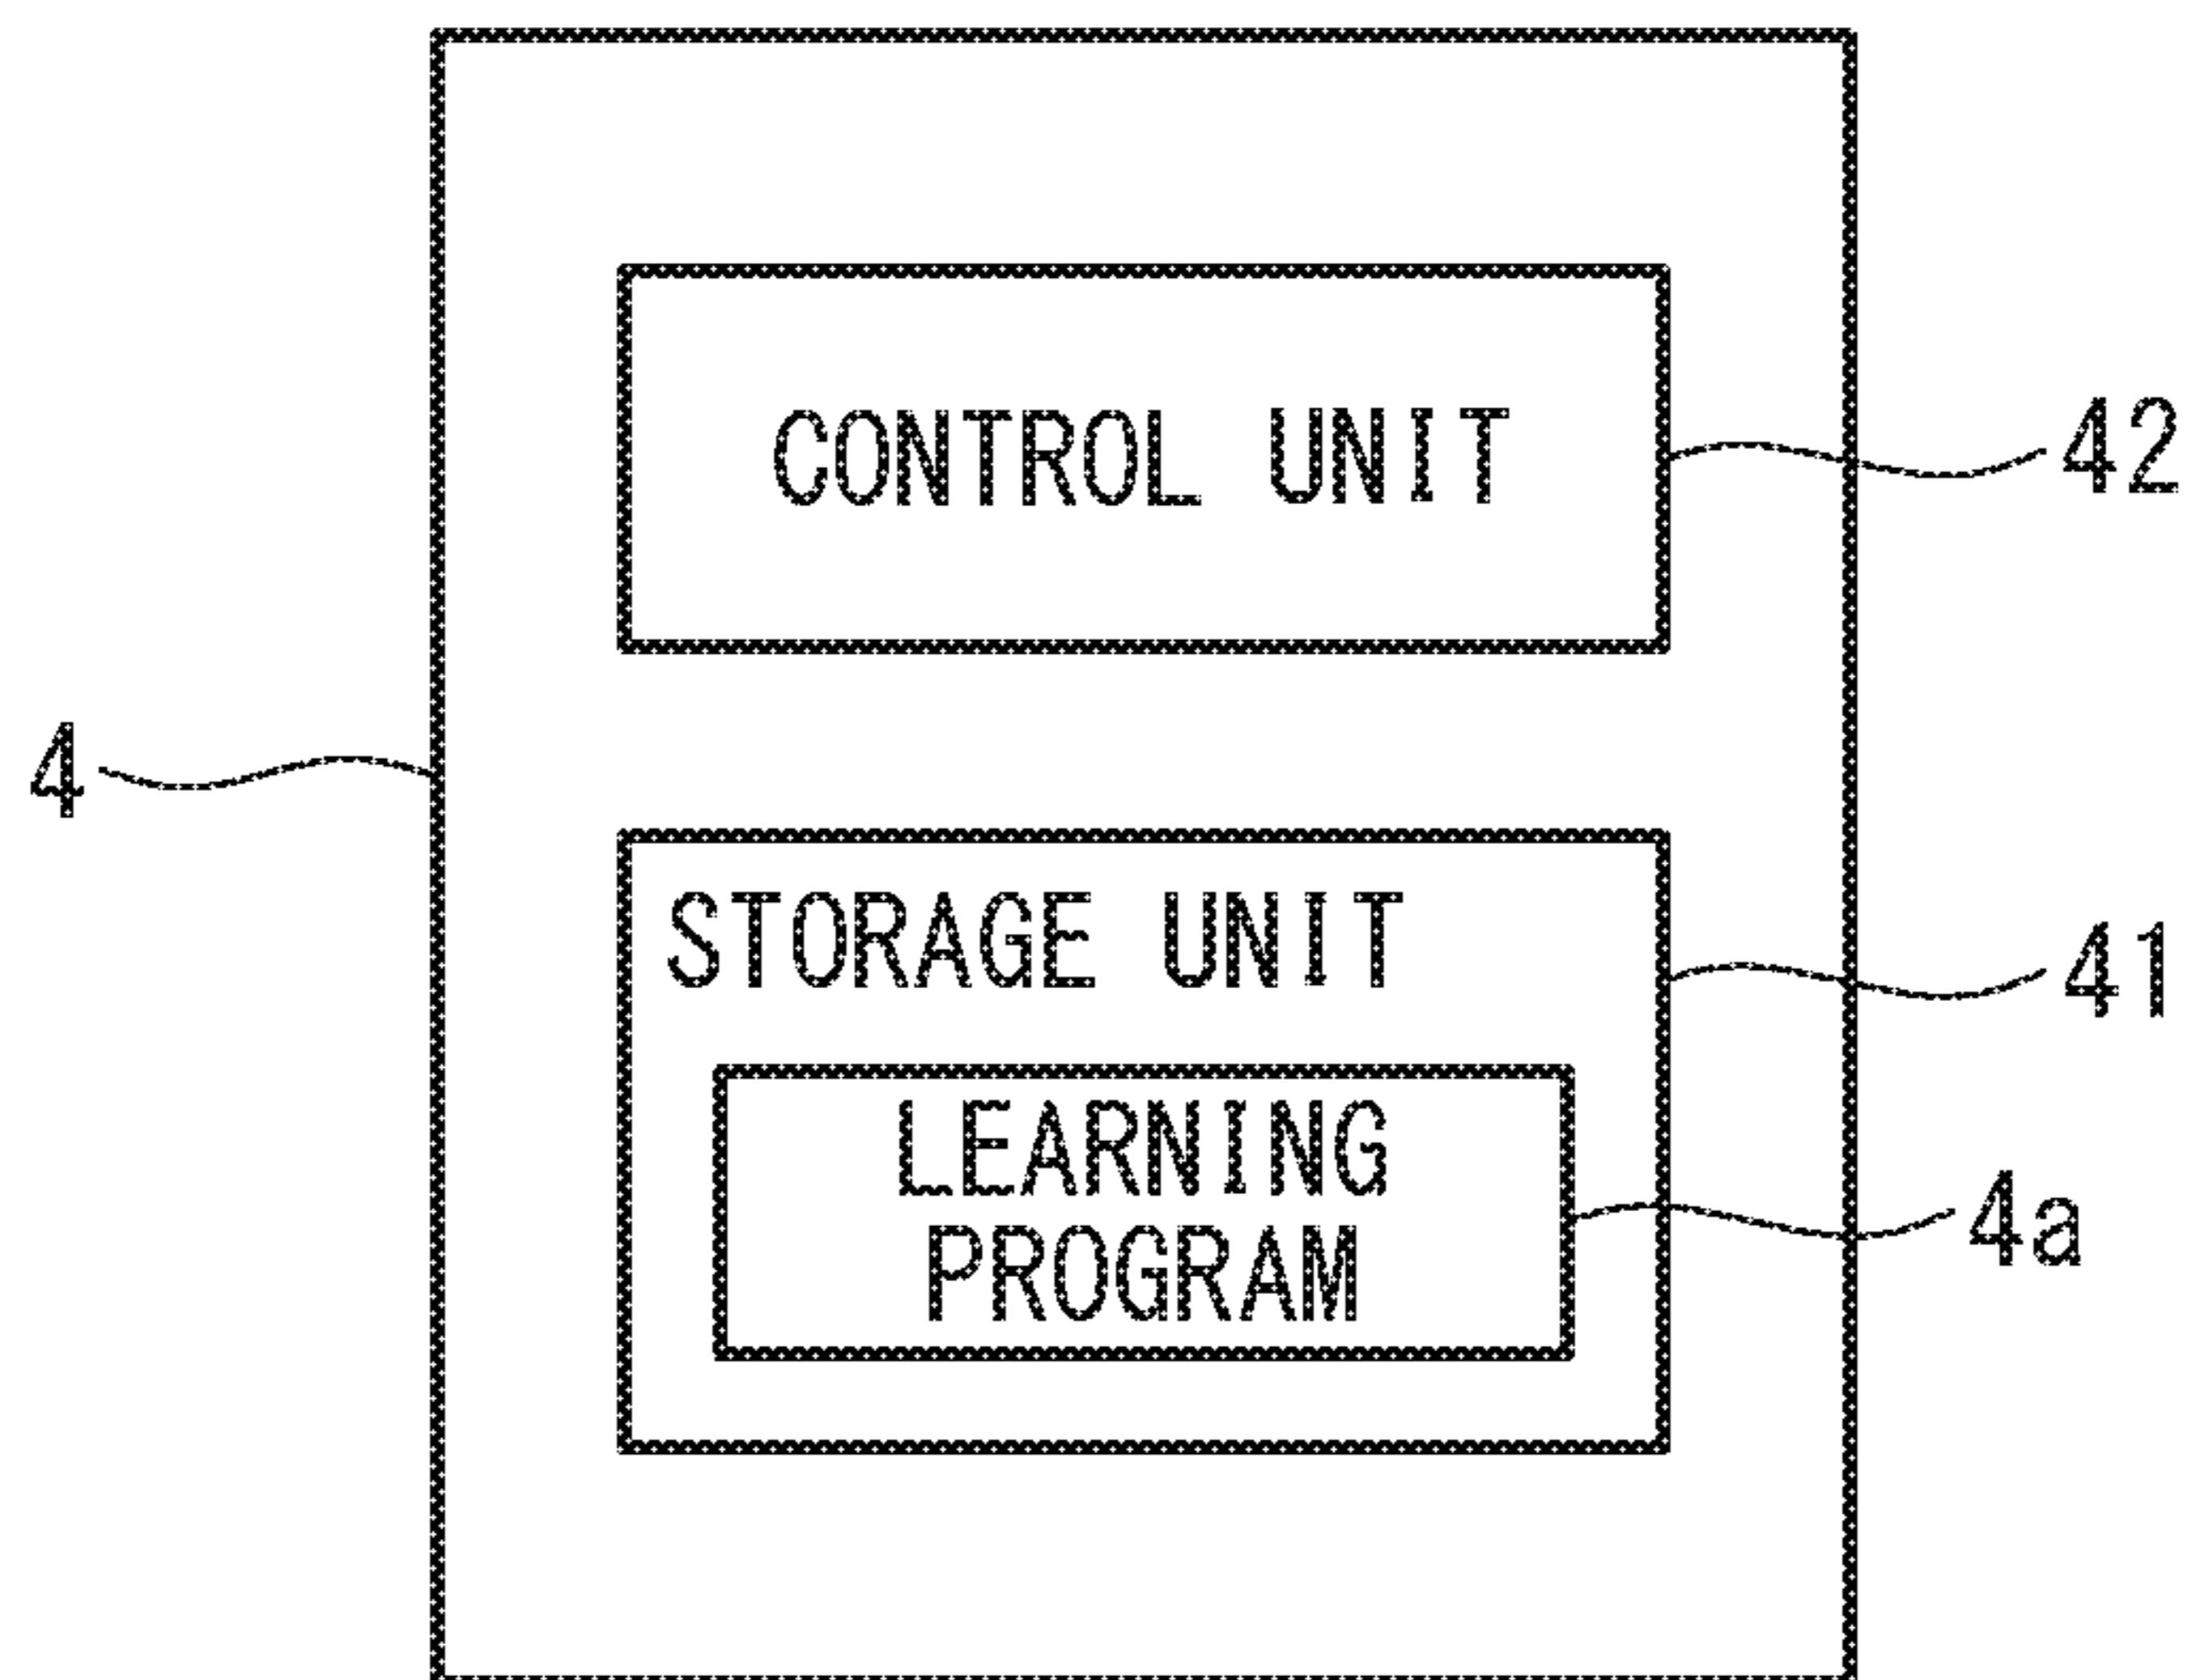 CONTROL UNIT
42
4
STORAGE UNIT
41
LEARNING
PROGRAM
4a